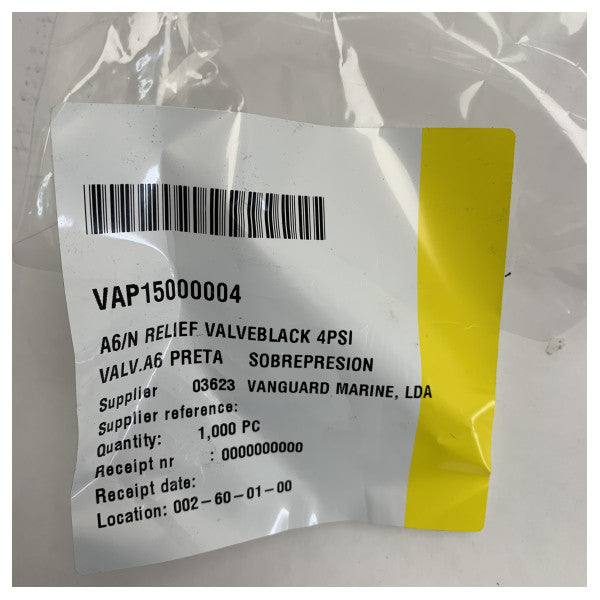 VAP15000004
A6/N RELIEF VALVEBLACK 4PSI
VALV.A6 PRETA SOBREPRESION
Supplier 03623 VANGUARD MARINE, LDA
Supplier reference:
Quantity: 1,000 PC
Receipt nr : 0000000000
Receipt date:
Location: 002-60-01-00